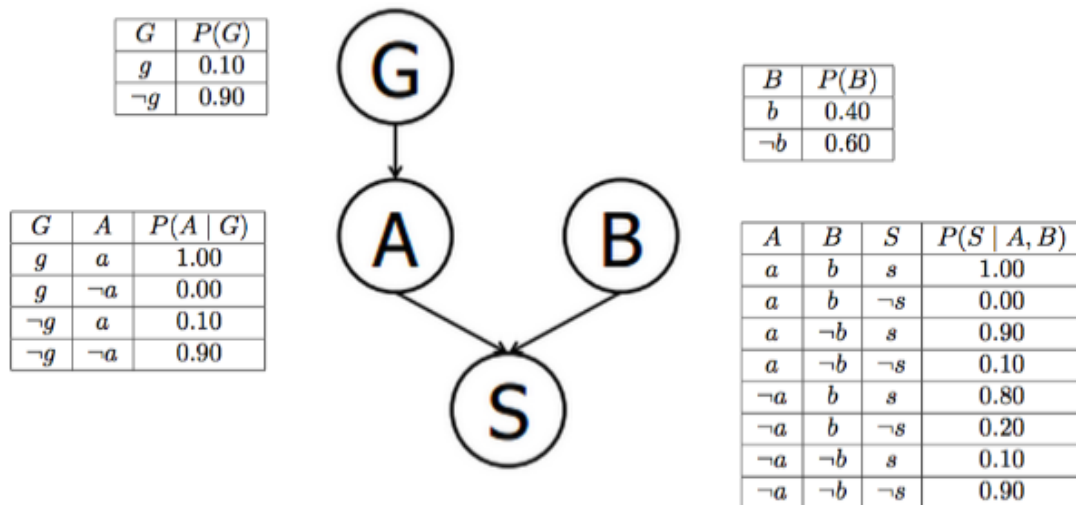 G P(G)
g 0.10
¬g 0.90
G
B P(B)
b 0.40
¬b 0.60
G A P(A | G)
g a 1.00
g ¬a 0.00
¬g a 0.10
¬g ¬a 0.90
A
B
A B S P(S | A, B)
a b s 1.00
a b ¬s 0.00
a ¬b s 0.90
a ¬b ¬s 0.10
¬a b s 0.80
¬a b ¬s 0.20
¬a ¬b s 0.10
¬a ¬b ¬s 0.90
S